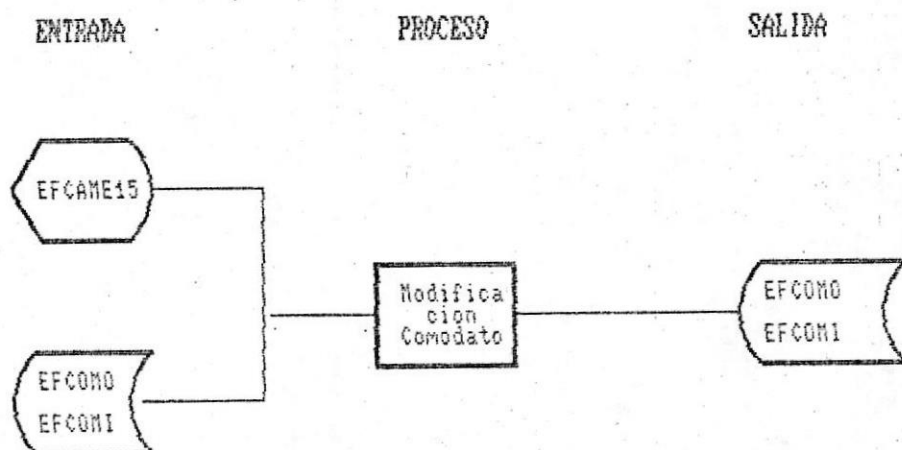 ENTRADA
PROCESO
SALIDA
EFCAME15
EFCOMO
EFCOMI
Modifica
cion
Comodato
EFCOMO
EFCOMI